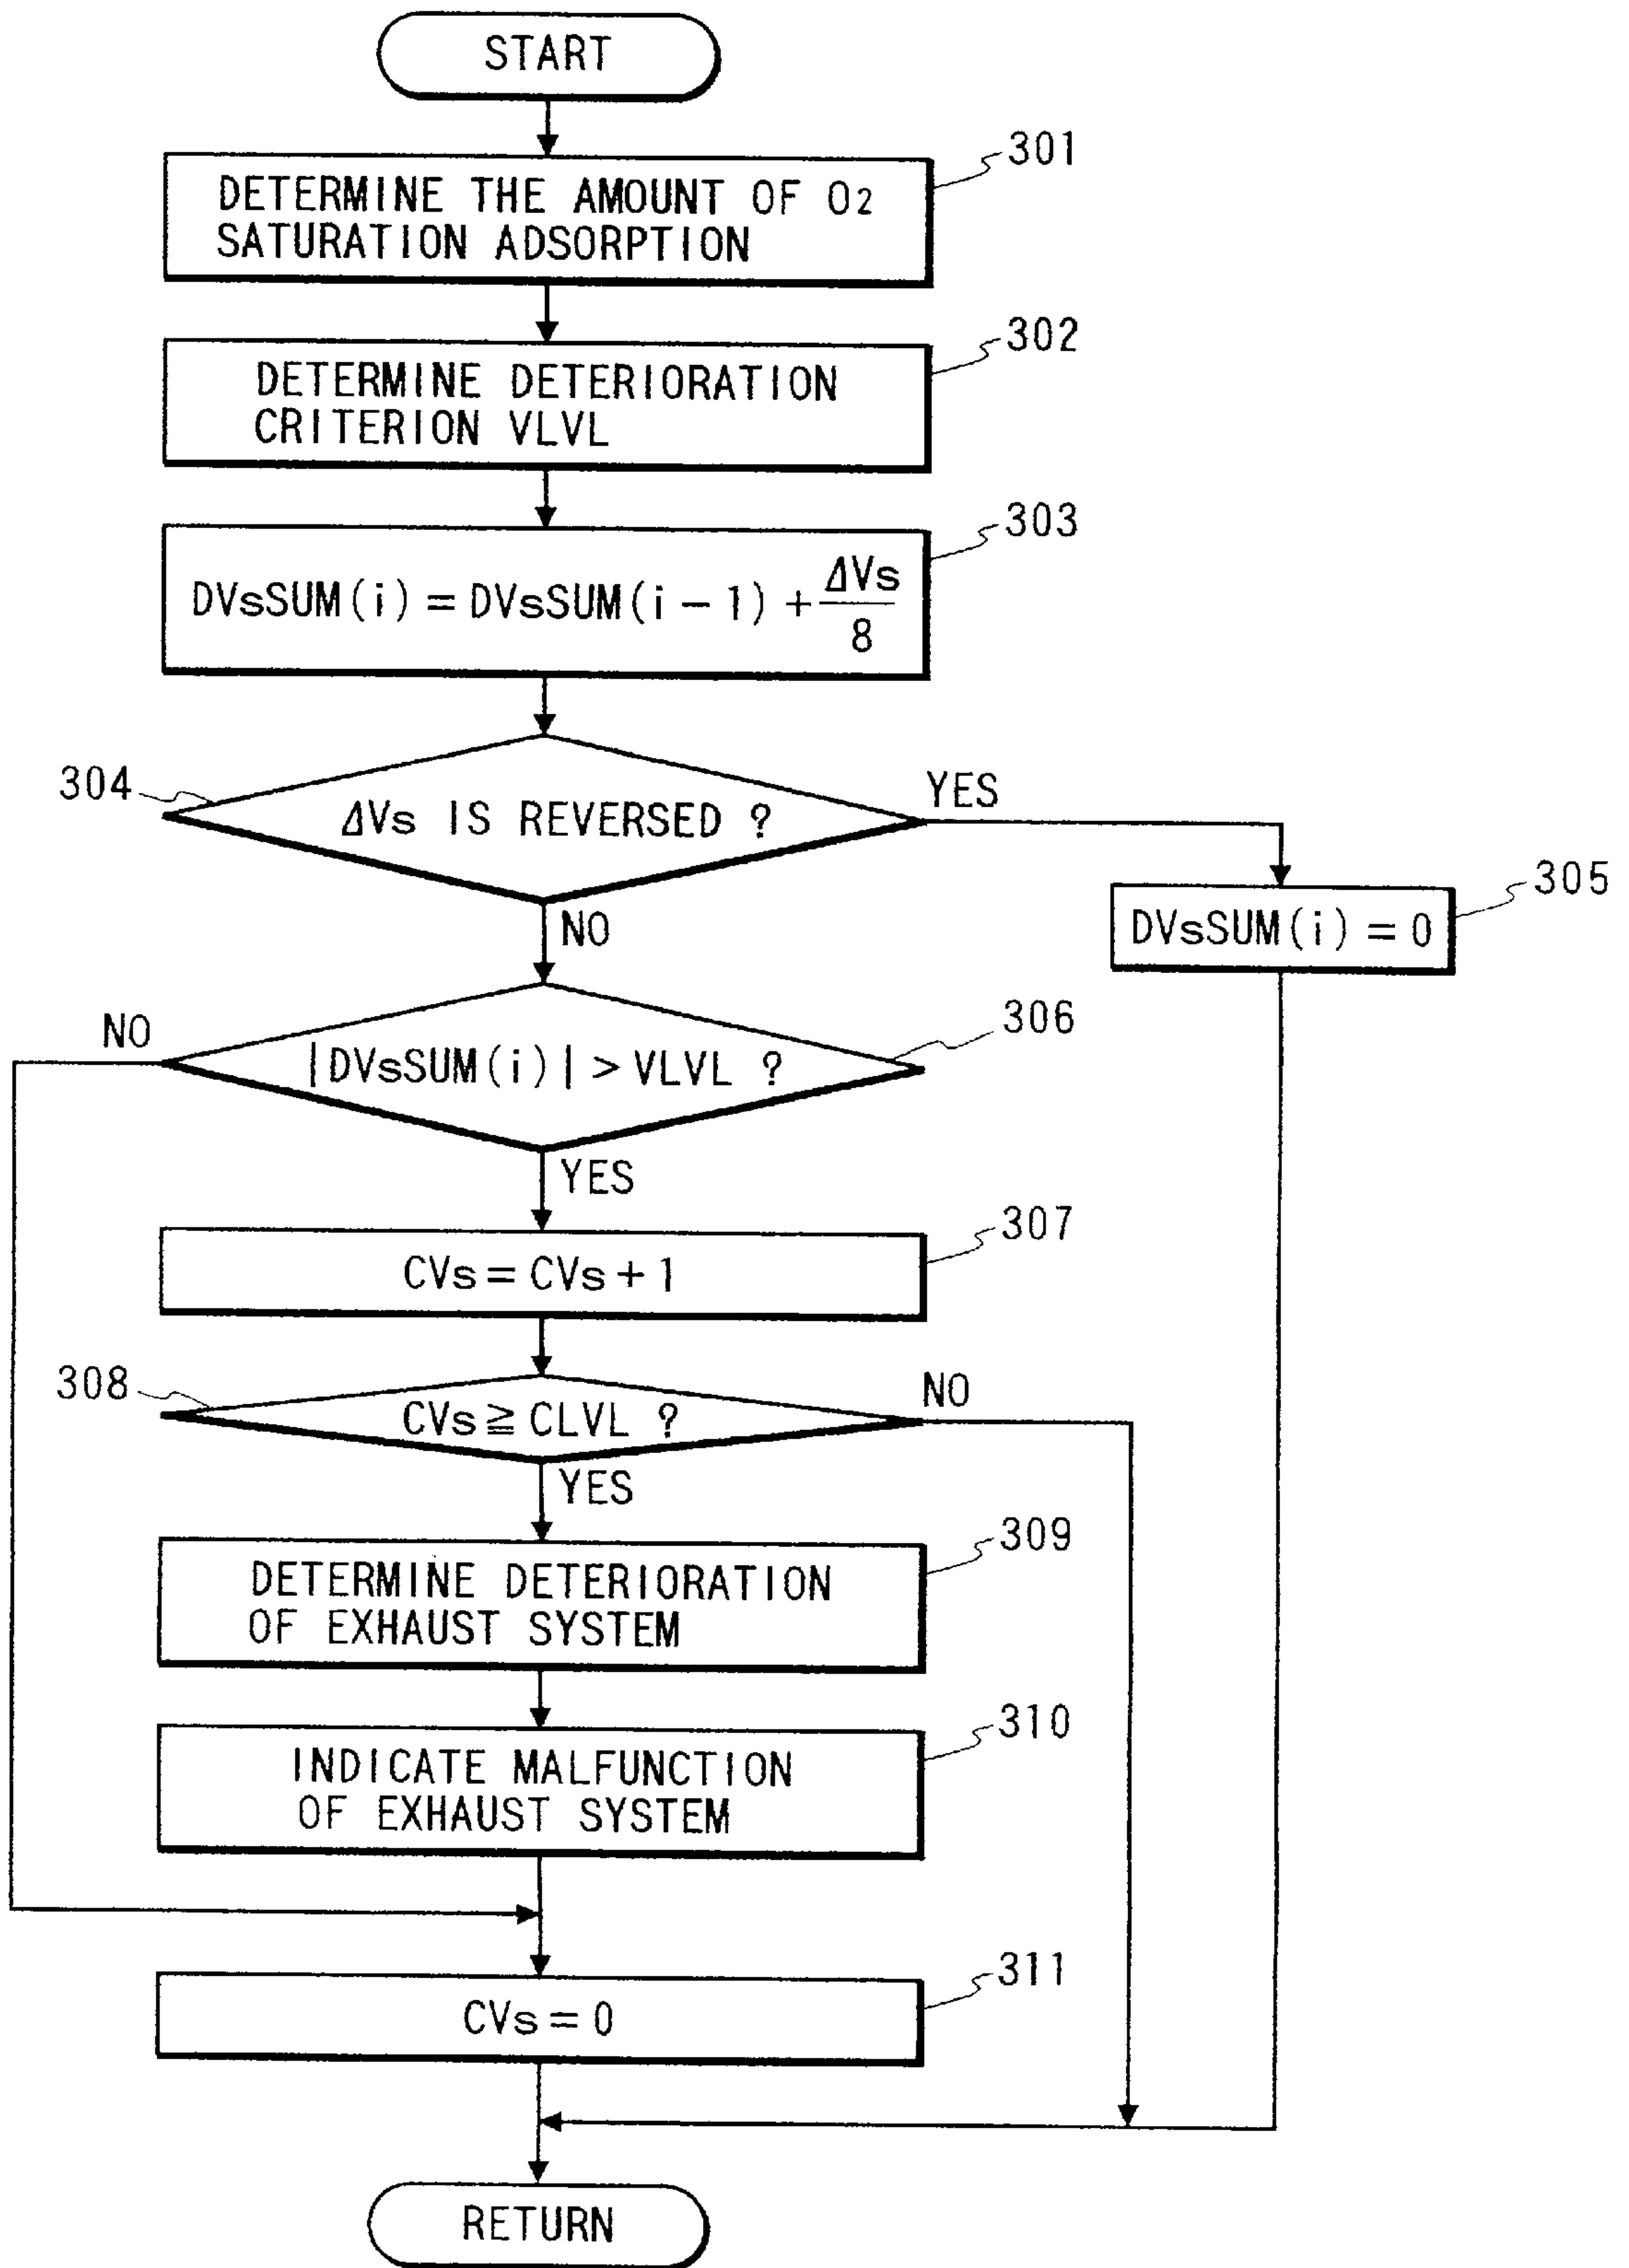 START
301
DETERMINE THE AMOUNT OF O2
SATURATION ADSORPTION
302
DETERMINE DETERIORATION
CRITERION VLVL
303
DVsSUM(i) = DVsSUM(i - 1) + ΔVs/8
304
ΔVs IS REVERSED ?
YES
NO
305
DVsSUM(i) = 0
306
NO
|DVsSUM(i)| > VLVL ?
YES
307
CVs = CVs + 1
308
CVs ≧ CLVL ?
NO
YES
309
DETERMINE DETERIORATION
OF EXHAUST SYSTEM
310
INDICATE MALFUNCTION
OF EXHAUST SYSTEM
311
CVs = 0
RETURN